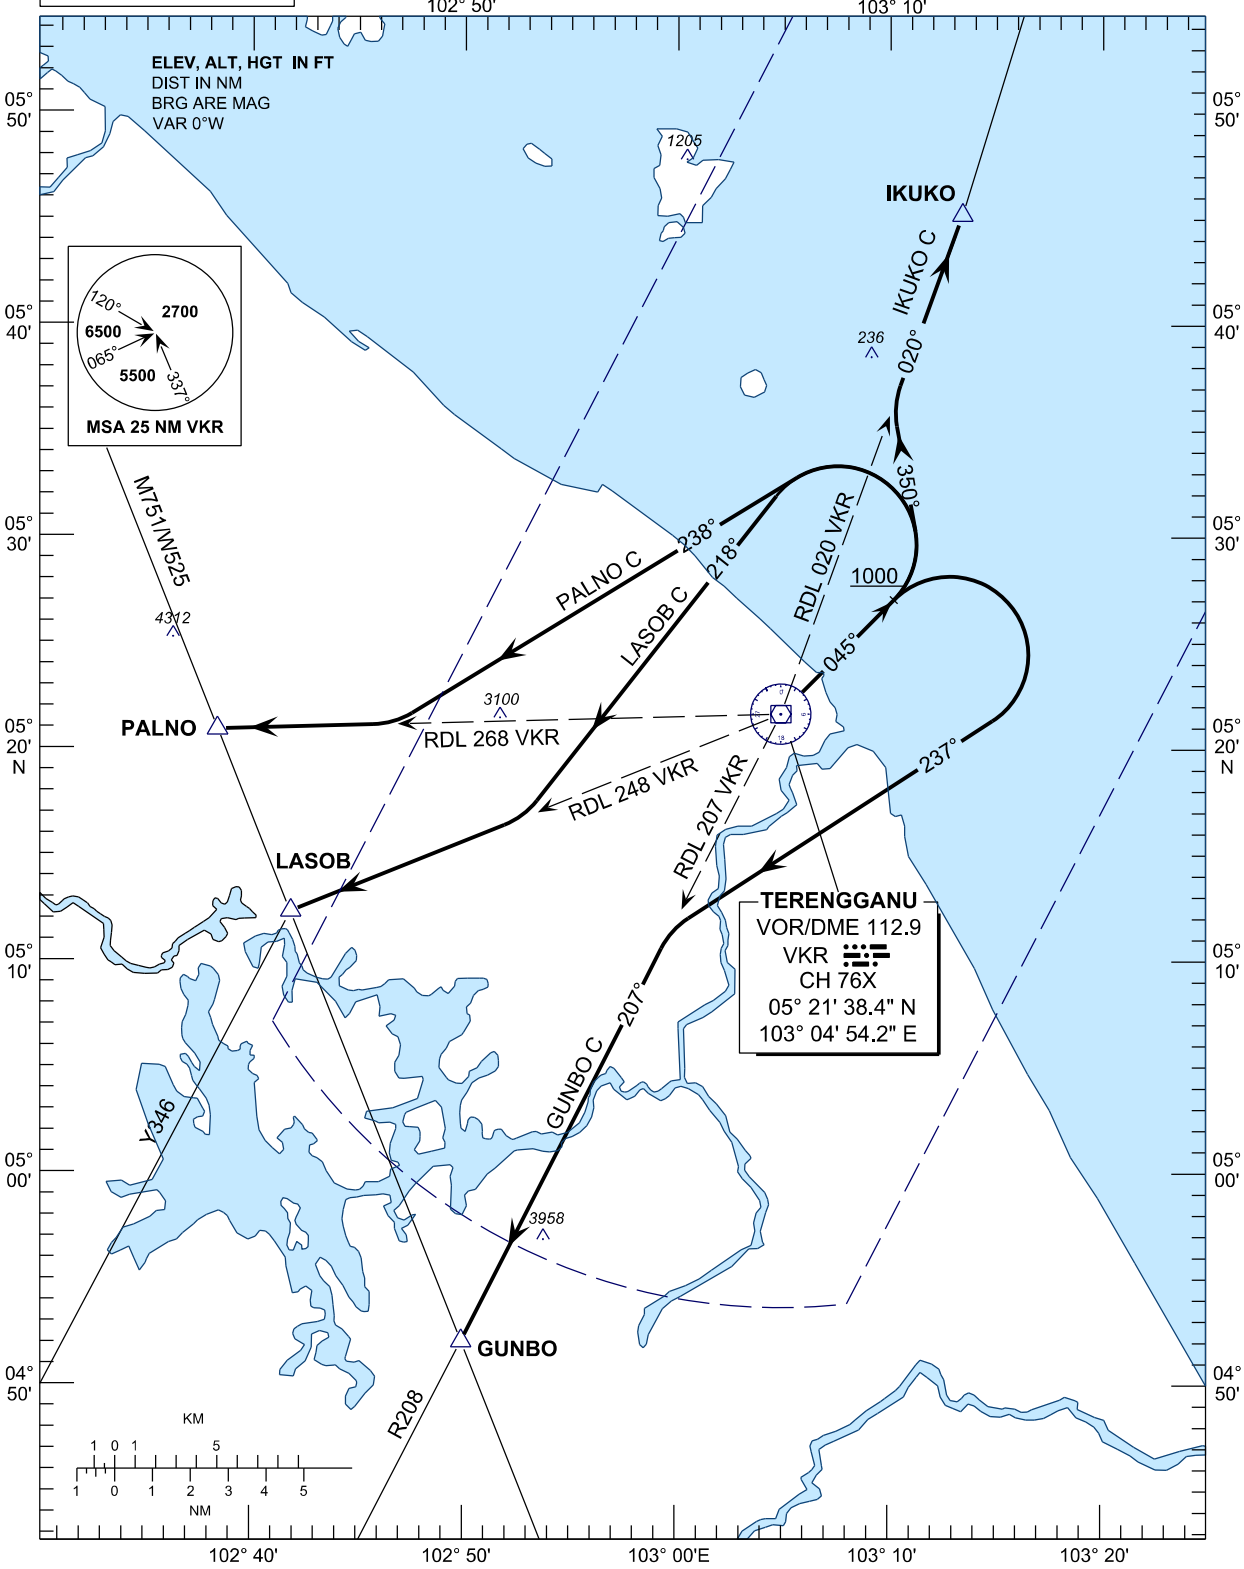 102° 50'
103° 10'
ELEV, ALT, HGT IN FT
DIST IN NM
BRG ARE MAG
VAR 0°W
05°
50'
05°
50'
1205
IKUKO
IKUKO C
020°
236
120°
2700
6500
065°
5500
337°
MSA 25 NM VKR
05°
40'
05°
40'
M751/W525
350°
05°
30'
05°
30'
238°
218°
RDL 020 VKR
1000
PALNO C
LASOB C
045°
4312
3100
PALNO
RDL 268 VKR
05°
20'
N
05°
20'
N
237°
RDL 248 VKR
RDL 207 VKR
LASOB
TERENGGANU
VOR/DME 112.9
VKR
CH 76X
05° 21' 38.4" N
103° 04' 54.2" E
05°
10'
05°
10'
207°
GUNBO C
Y346
05°
00'
05°
00'
3958
GUNBO
04°
50'
04°
50'
R208
KM
1 0 1 5
1 0 1 2 3 4 5
NM
102° 40'
102° 50'
103° 00'E
103° 10'
103° 20'